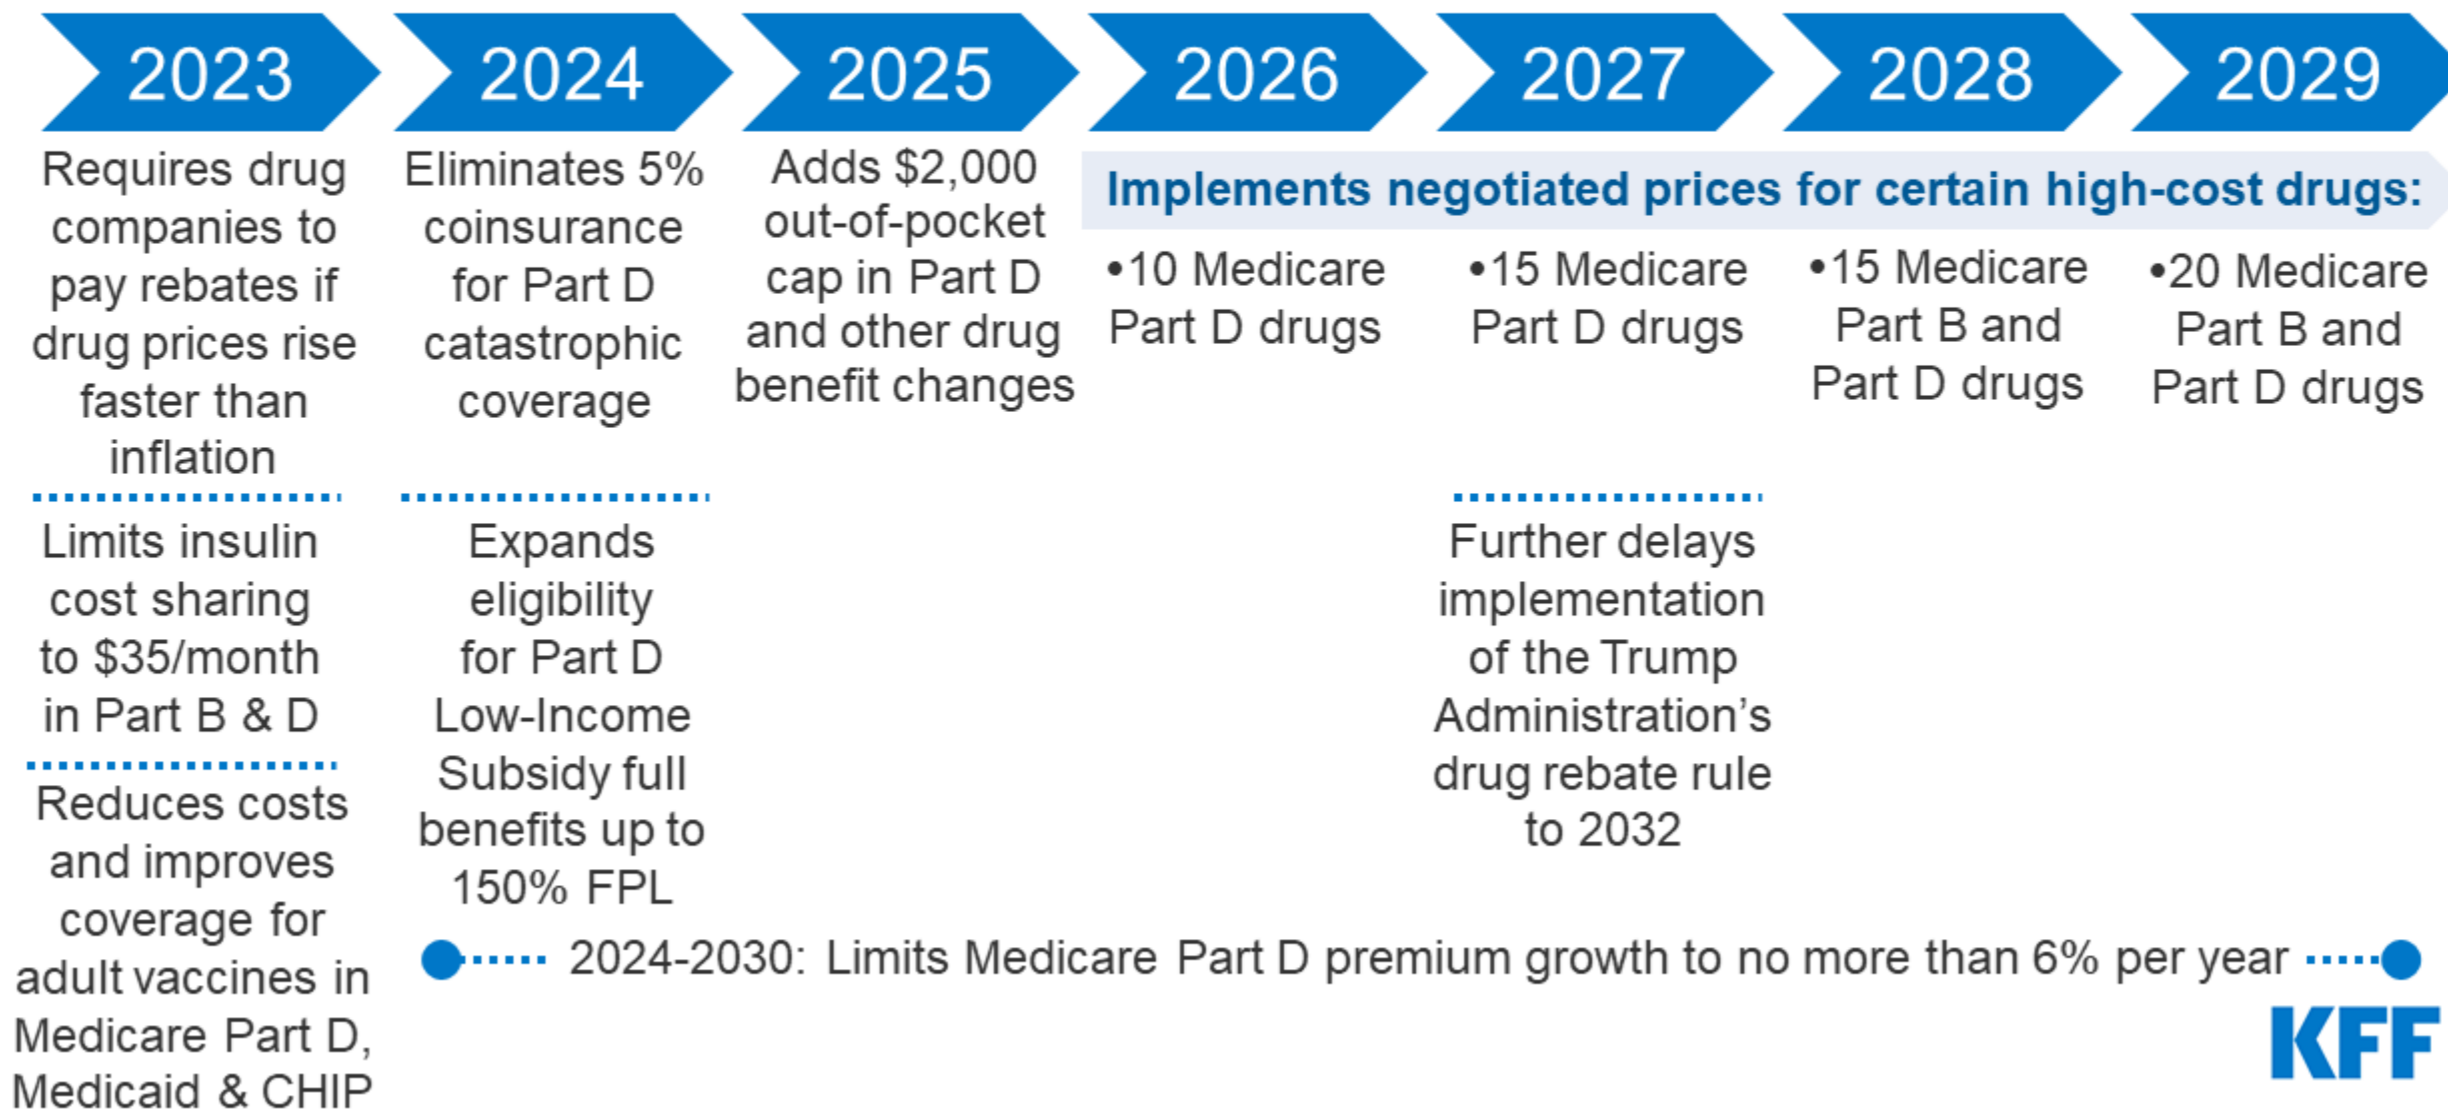 2023
2024
2025
2026
2027
2028
2029
Requires drug
companies to
pay rebates if
drug prices rise
faster than
inflation
Limits insulin
cost sharing
to $35/month
in Part B & D
Reduces costs
and improves
coverage for
adult vaccines in
Medicare Part D,
Medicaid & CHIP
Eliminates 5%
coinsurance
for Part D
catastrophic
coverage
Expands
eligibility
for Part D
Low-Income
Subsidy full
benefits up to
150% FPL
Adds $2,000
out-of-pocket
cap in Part D
and other drug
benefit changes
Implements negotiated prices for certain high-cost drugs:
•10 Medicare
Part D drugs
•15 Medicare
Part D drugs
Further delays
implementation
of the Trump
Administration’s
drug rebate rule
to 2032
•15 Medicare
Part B and
Part D drugs
•20 Medicare
Part B and
Part D drugs
2024-2030: Limits Medicare Part D premium growth to no more than 6% per year
KFF